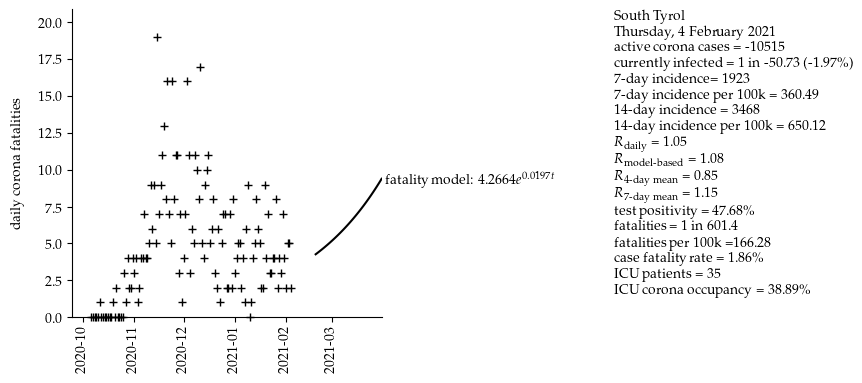 20.0
17.5
15.0
12.5
10.0
7.5
5.0
2.5
0.0
daily corona fatalities
2020-10
2020-11
2020-12
2021-01
2021-02
2021-03
fatality model: 4.2664e^0.0197t
South Tyrol
Thursday, 4 February 2021
active corona cases = -10515
currently infected = 1 in -50.73 (-1.97%)
7-day incidence= 1923
7-day incidence per 100k = 360.49
14-day incidence = 3468
14-day incidence per 100k = 650.12
R_daily = 1.05
R_model-based = 1.08
R_4-day mean = 0.85
R_7-day mean = 1.15
test positivity = 47.68%
fatalities = 1 in 601.4
fatalities per 100k =166.28
case fatality rate = 1.86%
ICU patients = 35
ICU corona occupancy = 38.89%